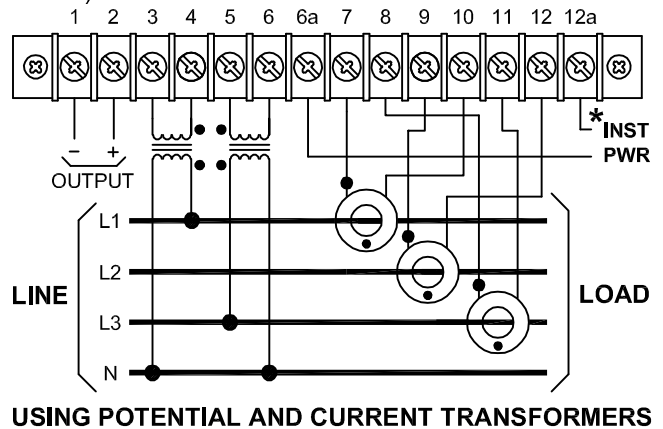 1 2 3 4 5 6 6a 7 8 9 10 11 12 12a
*INST
PWR
− +
OUTPUT
L1
L2
LINE LOAD
L3
N
USING POTENTIAL AND CURRENT TRANSFORMERS